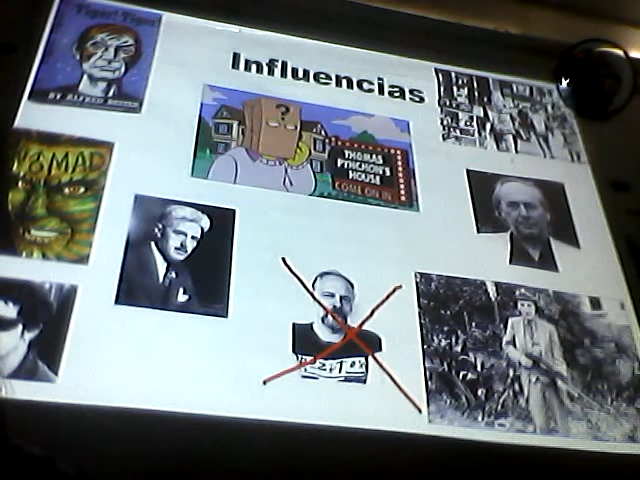 Tiger! Tiger!
BY ALFRED BESTER
Influencias
?
THOMAS
PYNCHON'S
HOUSE
COME ON IN
NOMAD